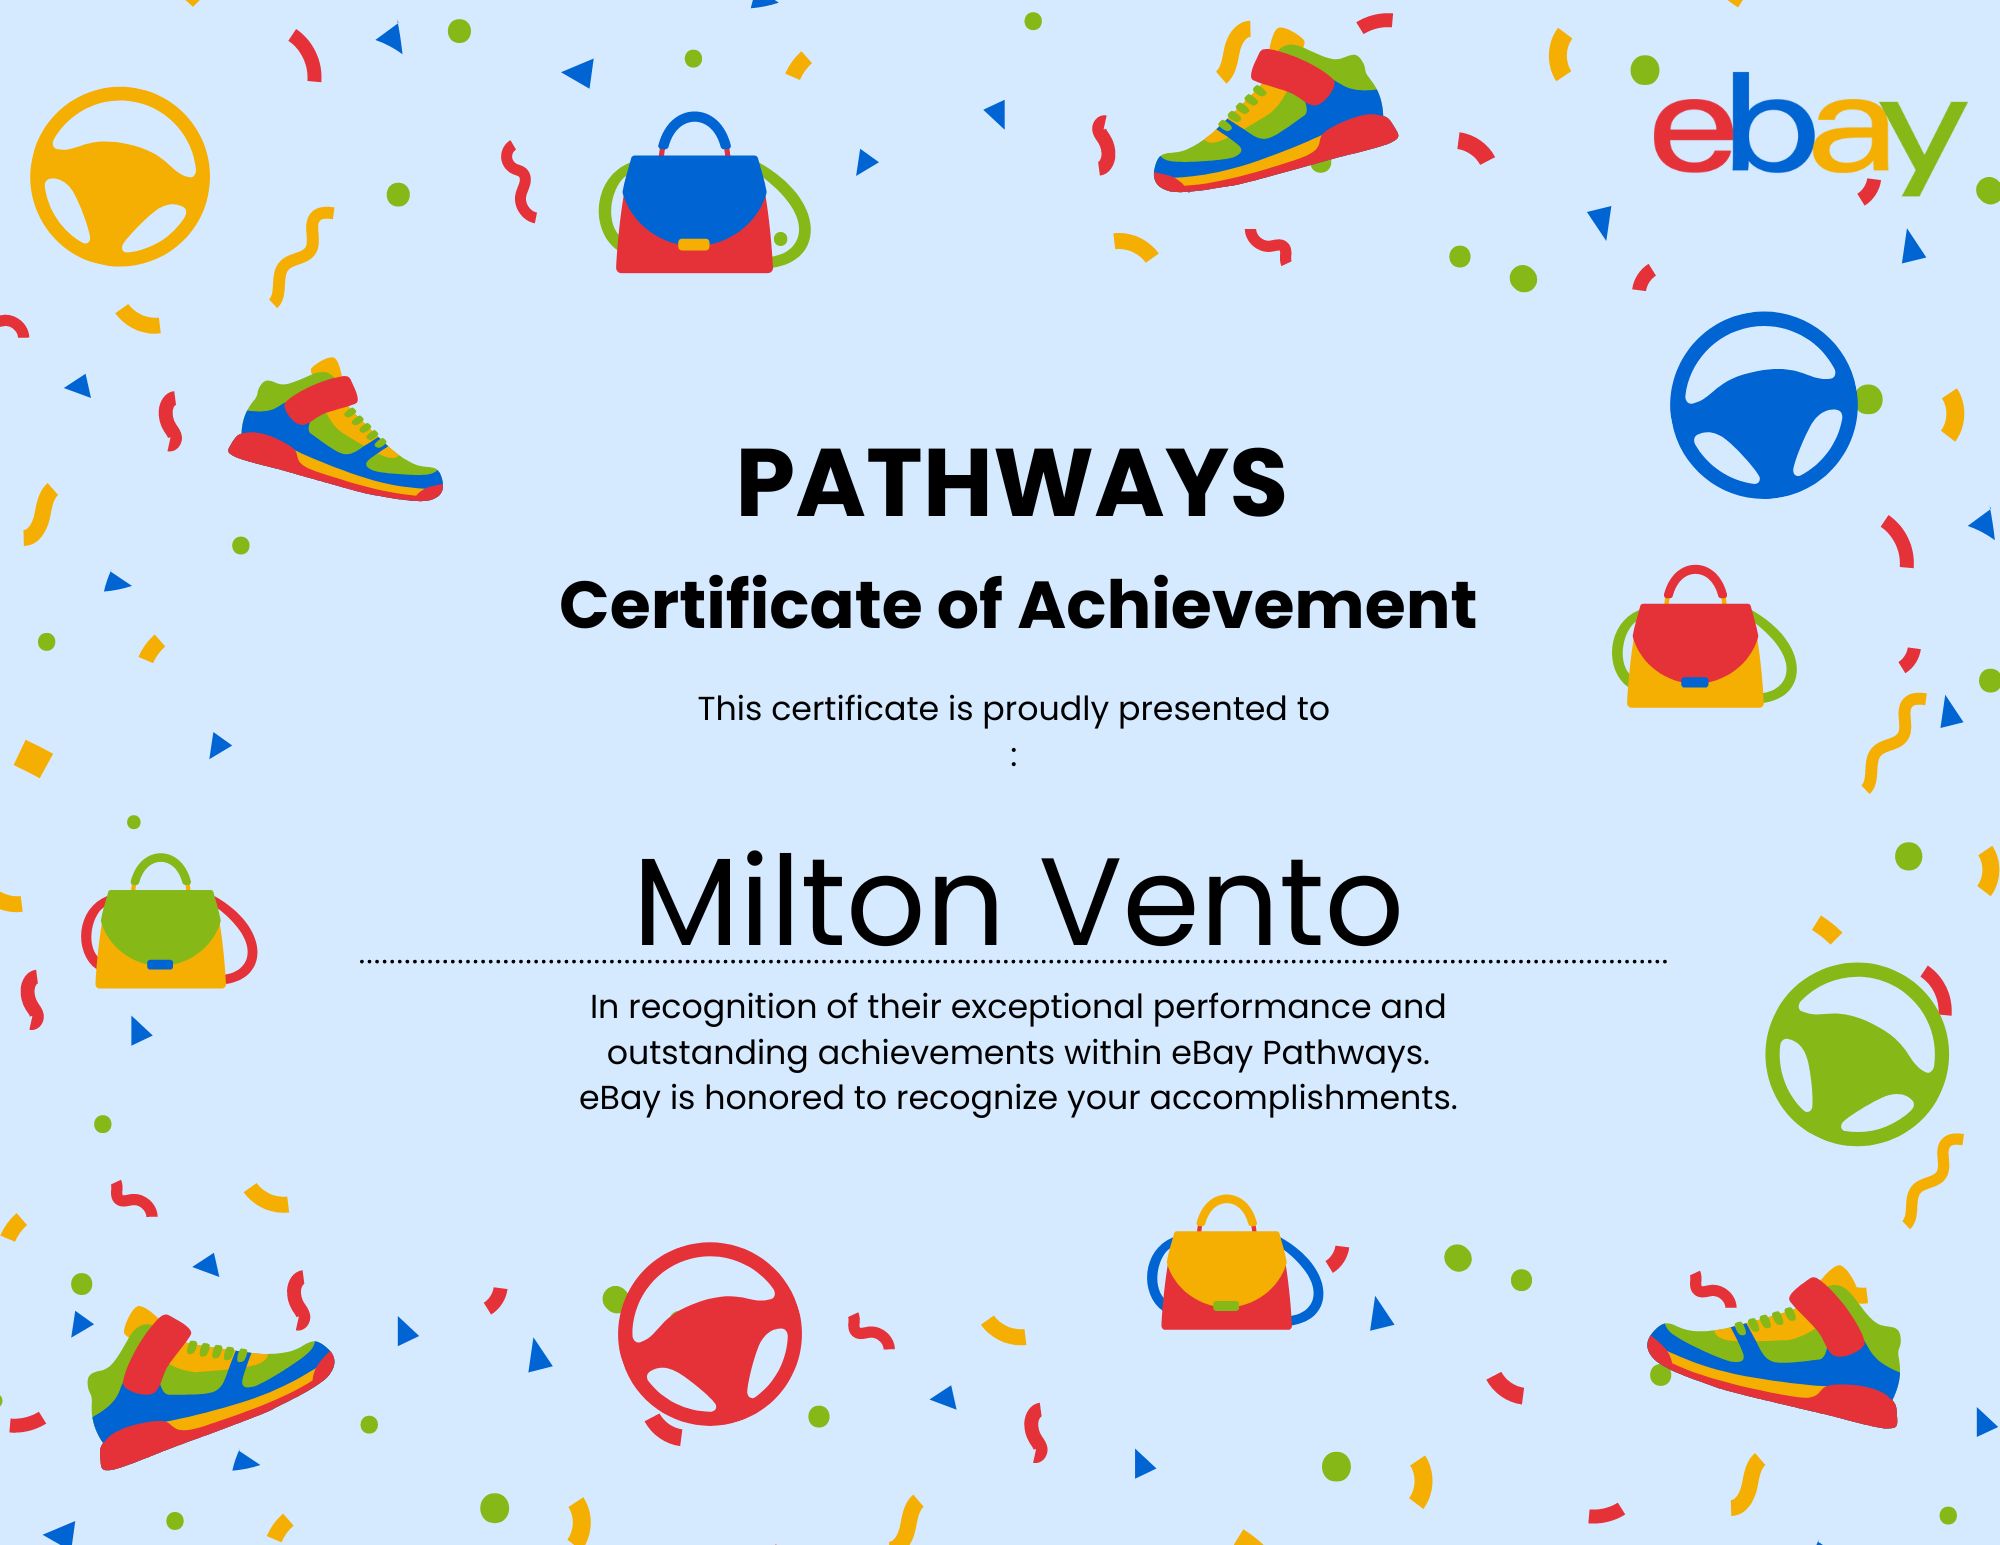 ebay
PATHWAYS
Certificate of Achievement
This certificate is proudly presented to
:
Milton Vento
In recognition of their exceptional performance and
outstanding achievements within eBay Pathways.
eBay is honored to recognize your accomplishments.